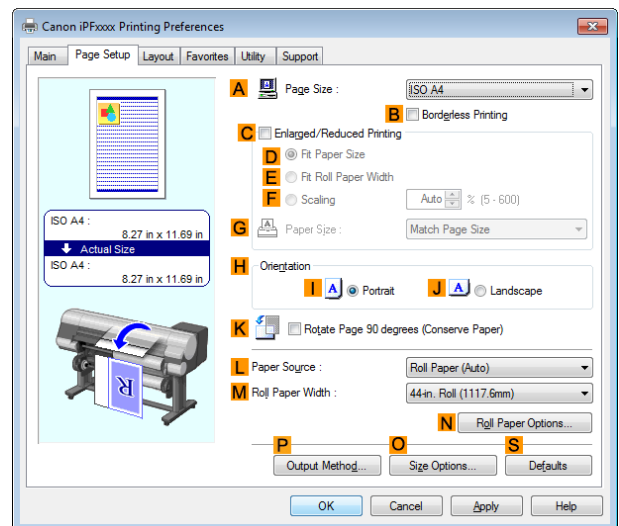 Canon iPFxxxx Printing Preferences
Main Page Setup Layout Favorites Utility Support
A Page Size : ISO A4
B Borderless Printing
C Enlarged/Reduced Printing
D Fit Paper Size
E Fit Roll Paper Width
F Scaling Auto % (5 - 600)
G Paper Size : Match Page Size
ISO A4 :
8.27 in x 11.69 in
Actual Size
ISO A4 :
8.27 in x 11.69 in
H Orientation
I A Portrait J A Landscape
K Rotate Page 90 degrees (Conserve Paper)
R
L Paper Source : Roll Paper (Auto)
M Roll Paper Width : 44-in. Roll (1117.6mm)
N Roll Paper Options...
P O S
Output Method... Size Options... Defaults
OK Cancel Apply Help